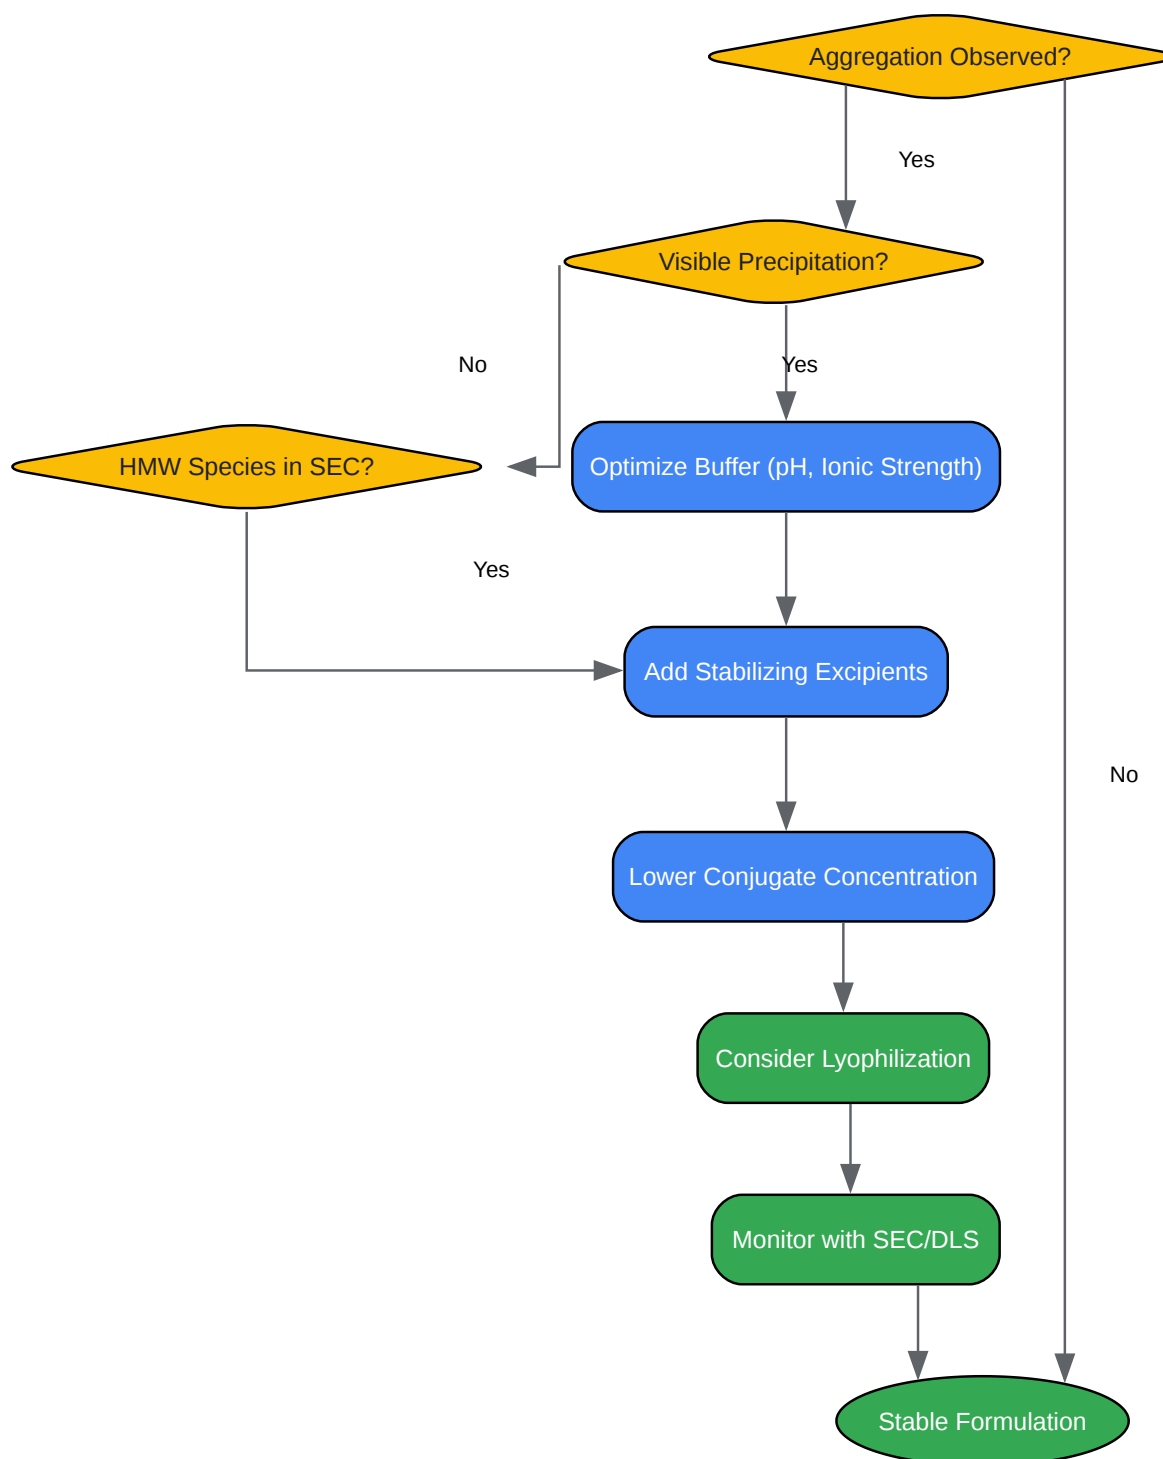 Aggregation Observed?
Yes
Visible Precipitation?
No
Yes
HMW Species in SEC?
Optimize Buffer (pH, Ionic Strength)
Yes
Add Stabilizing Excipients
No
Lower Conjugate Concentration
Consider Lyophilization
Monitor with SEC/DLS
Stable Formulation